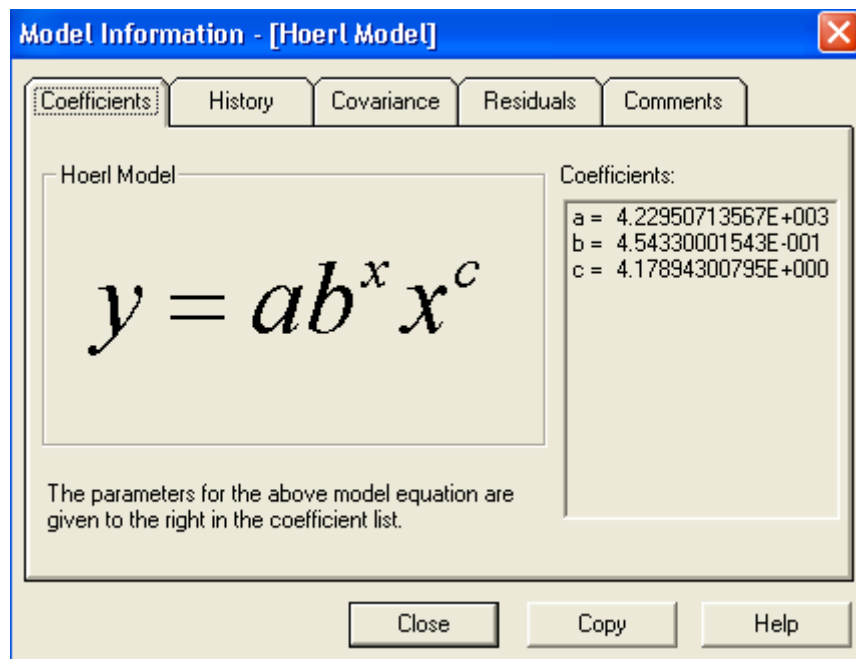 Model Information - [Hoerl Model]
Coefficients History Covariance Residuals Comments
Hoerl Model
y = ab^x x^c
The parameters for the above model equation are
given to the right in the coefficient list.
Coefficients:
a = 4.22950713567E+003
b = 4.54330001543E-001
c = 4.17894300795E+000
Close Copy Help